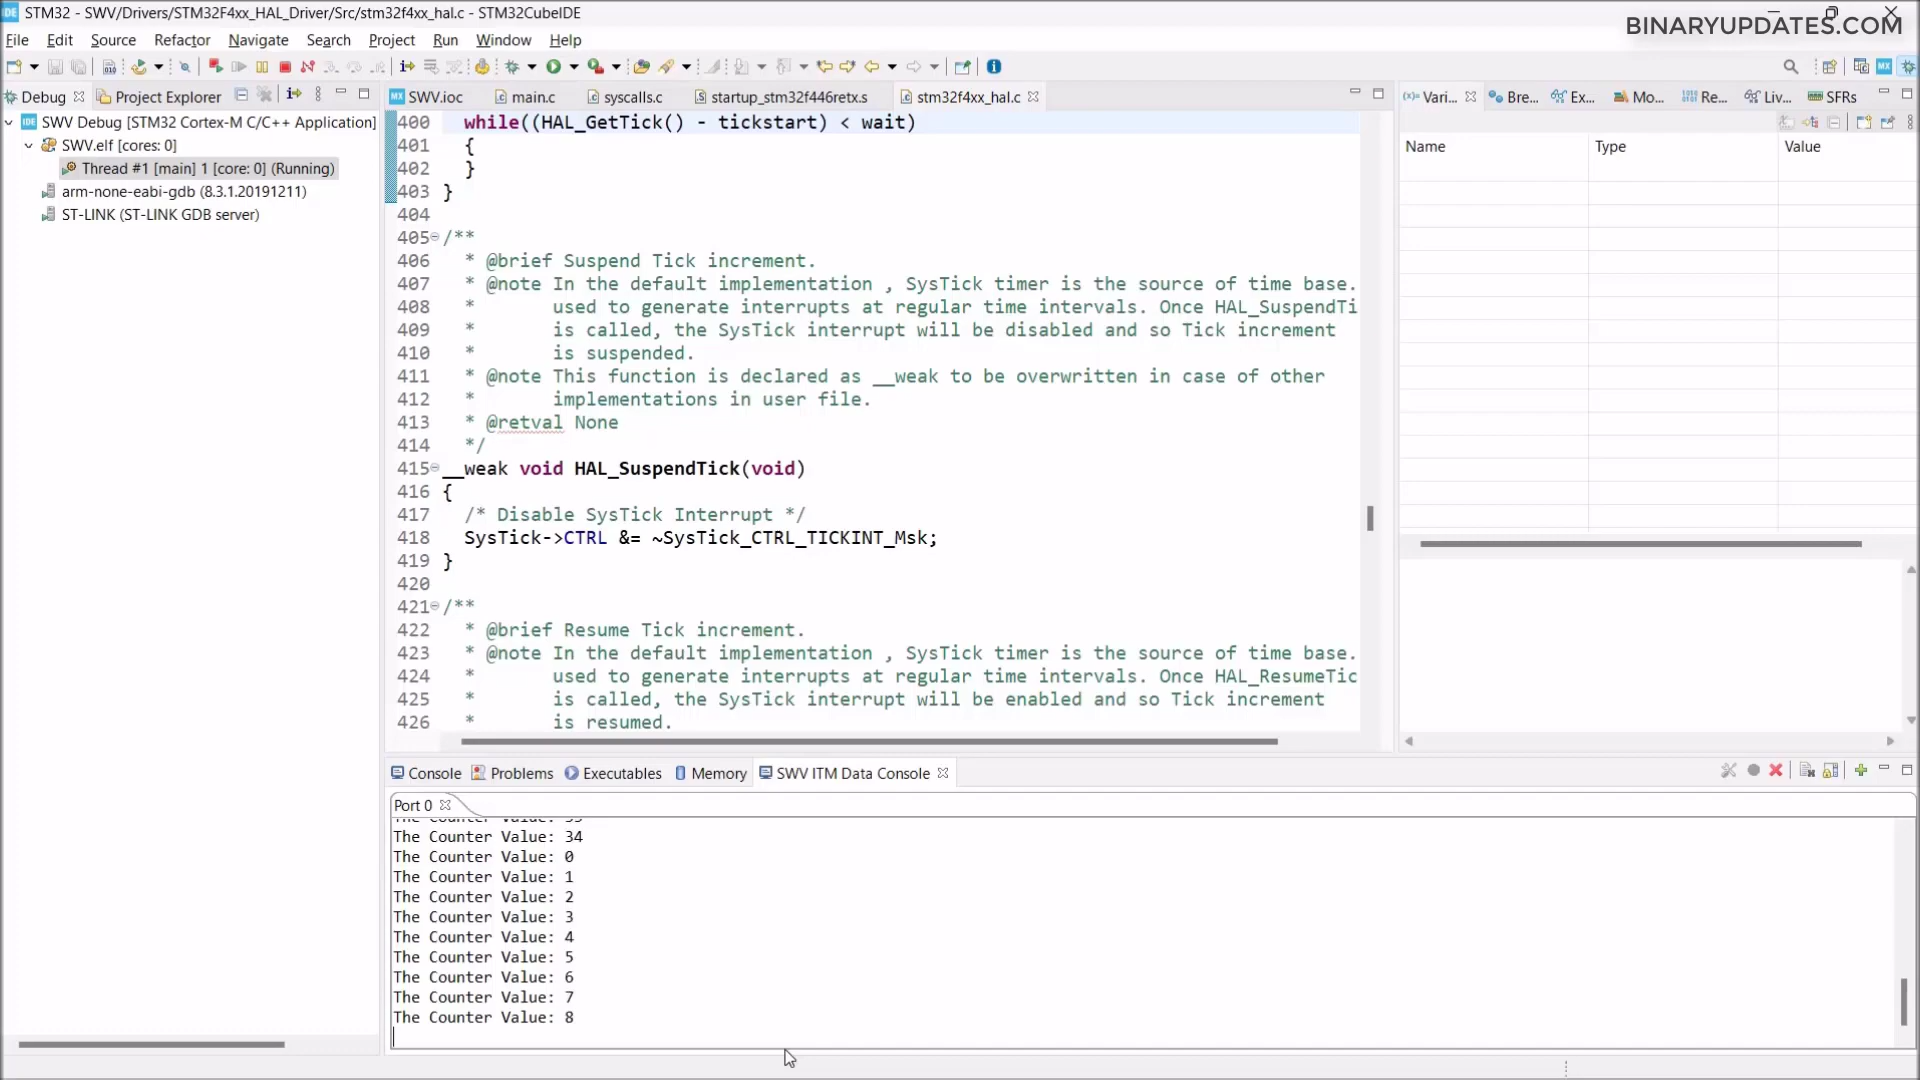 IDE STM32 - SWV/Drivers/STM32F4xx_HAL_Driver/Src/stm32f4xx_hal.c - STM32CubeIDE
BINARYUPDATES.COM
File Edit Source Refactor Navigate Search Project Run Window Help
Debug Project Explorer
SWV.ioc main.c syscalls.c startup_stm32f446retx.s stm32f4xx_hal.c
Vari... Bre... Ex... Mo... Re... Liv... SFRs
SWV Debug [STM32 Cortex-M C/C++ Application]
SWV.elf [cores: 0]
Thread #1 [main] 1 [core: 0] (Running)
arm-none-eabi-gdb (8.3.1.20191211)
ST-LINK (ST-LINK GDB server)
400 while((HAL_GetTick() - tickstart) < wait)
401 {
402 }
403 }
404
405 /**
406 * @brief Suspend Tick increment.
407 * @note In the default implementation , SysTick timer is the source of time base.
408 * used to generate interrupts at regular time intervals. Once HAL_SuspendTi
409 * is called, the SysTick interrupt will be disabled and so Tick increment
410 * is suspended.
411 * @note This function is declared as __weak to be overwritten in case of other
412 * implementations in user file.
413 * @retval None
414 */
415 __weak void HAL_SuspendTick(void)
416 {
417 /* Disable SysTick Interrupt */
418 SysTick->CTRL &= ~SysTick_CTRL_TICKINT_Msk;
419 }
420
421 /**
422 * @brief Resume Tick increment.
423 * @note In the default implementation , SysTick timer is the source of time base.
424 * used to generate interrupts at regular time intervals. Once HAL_ResumeTic
425 * is called, the SysTick interrupt will be enabled and so Tick increment
426 * is resumed.
Name Type Value
Console Problems Executables Memory SWV ITM Data Console
Port 0
The Counter Value:
The Counter Value: 34
The Counter Value: 0
The Counter Value: 1
The Counter Value: 2
The Counter Value: 3
The Counter Value: 4
The Counter Value: 5
The Counter Value: 6
The Counter Value: 7
The Counter Value: 8